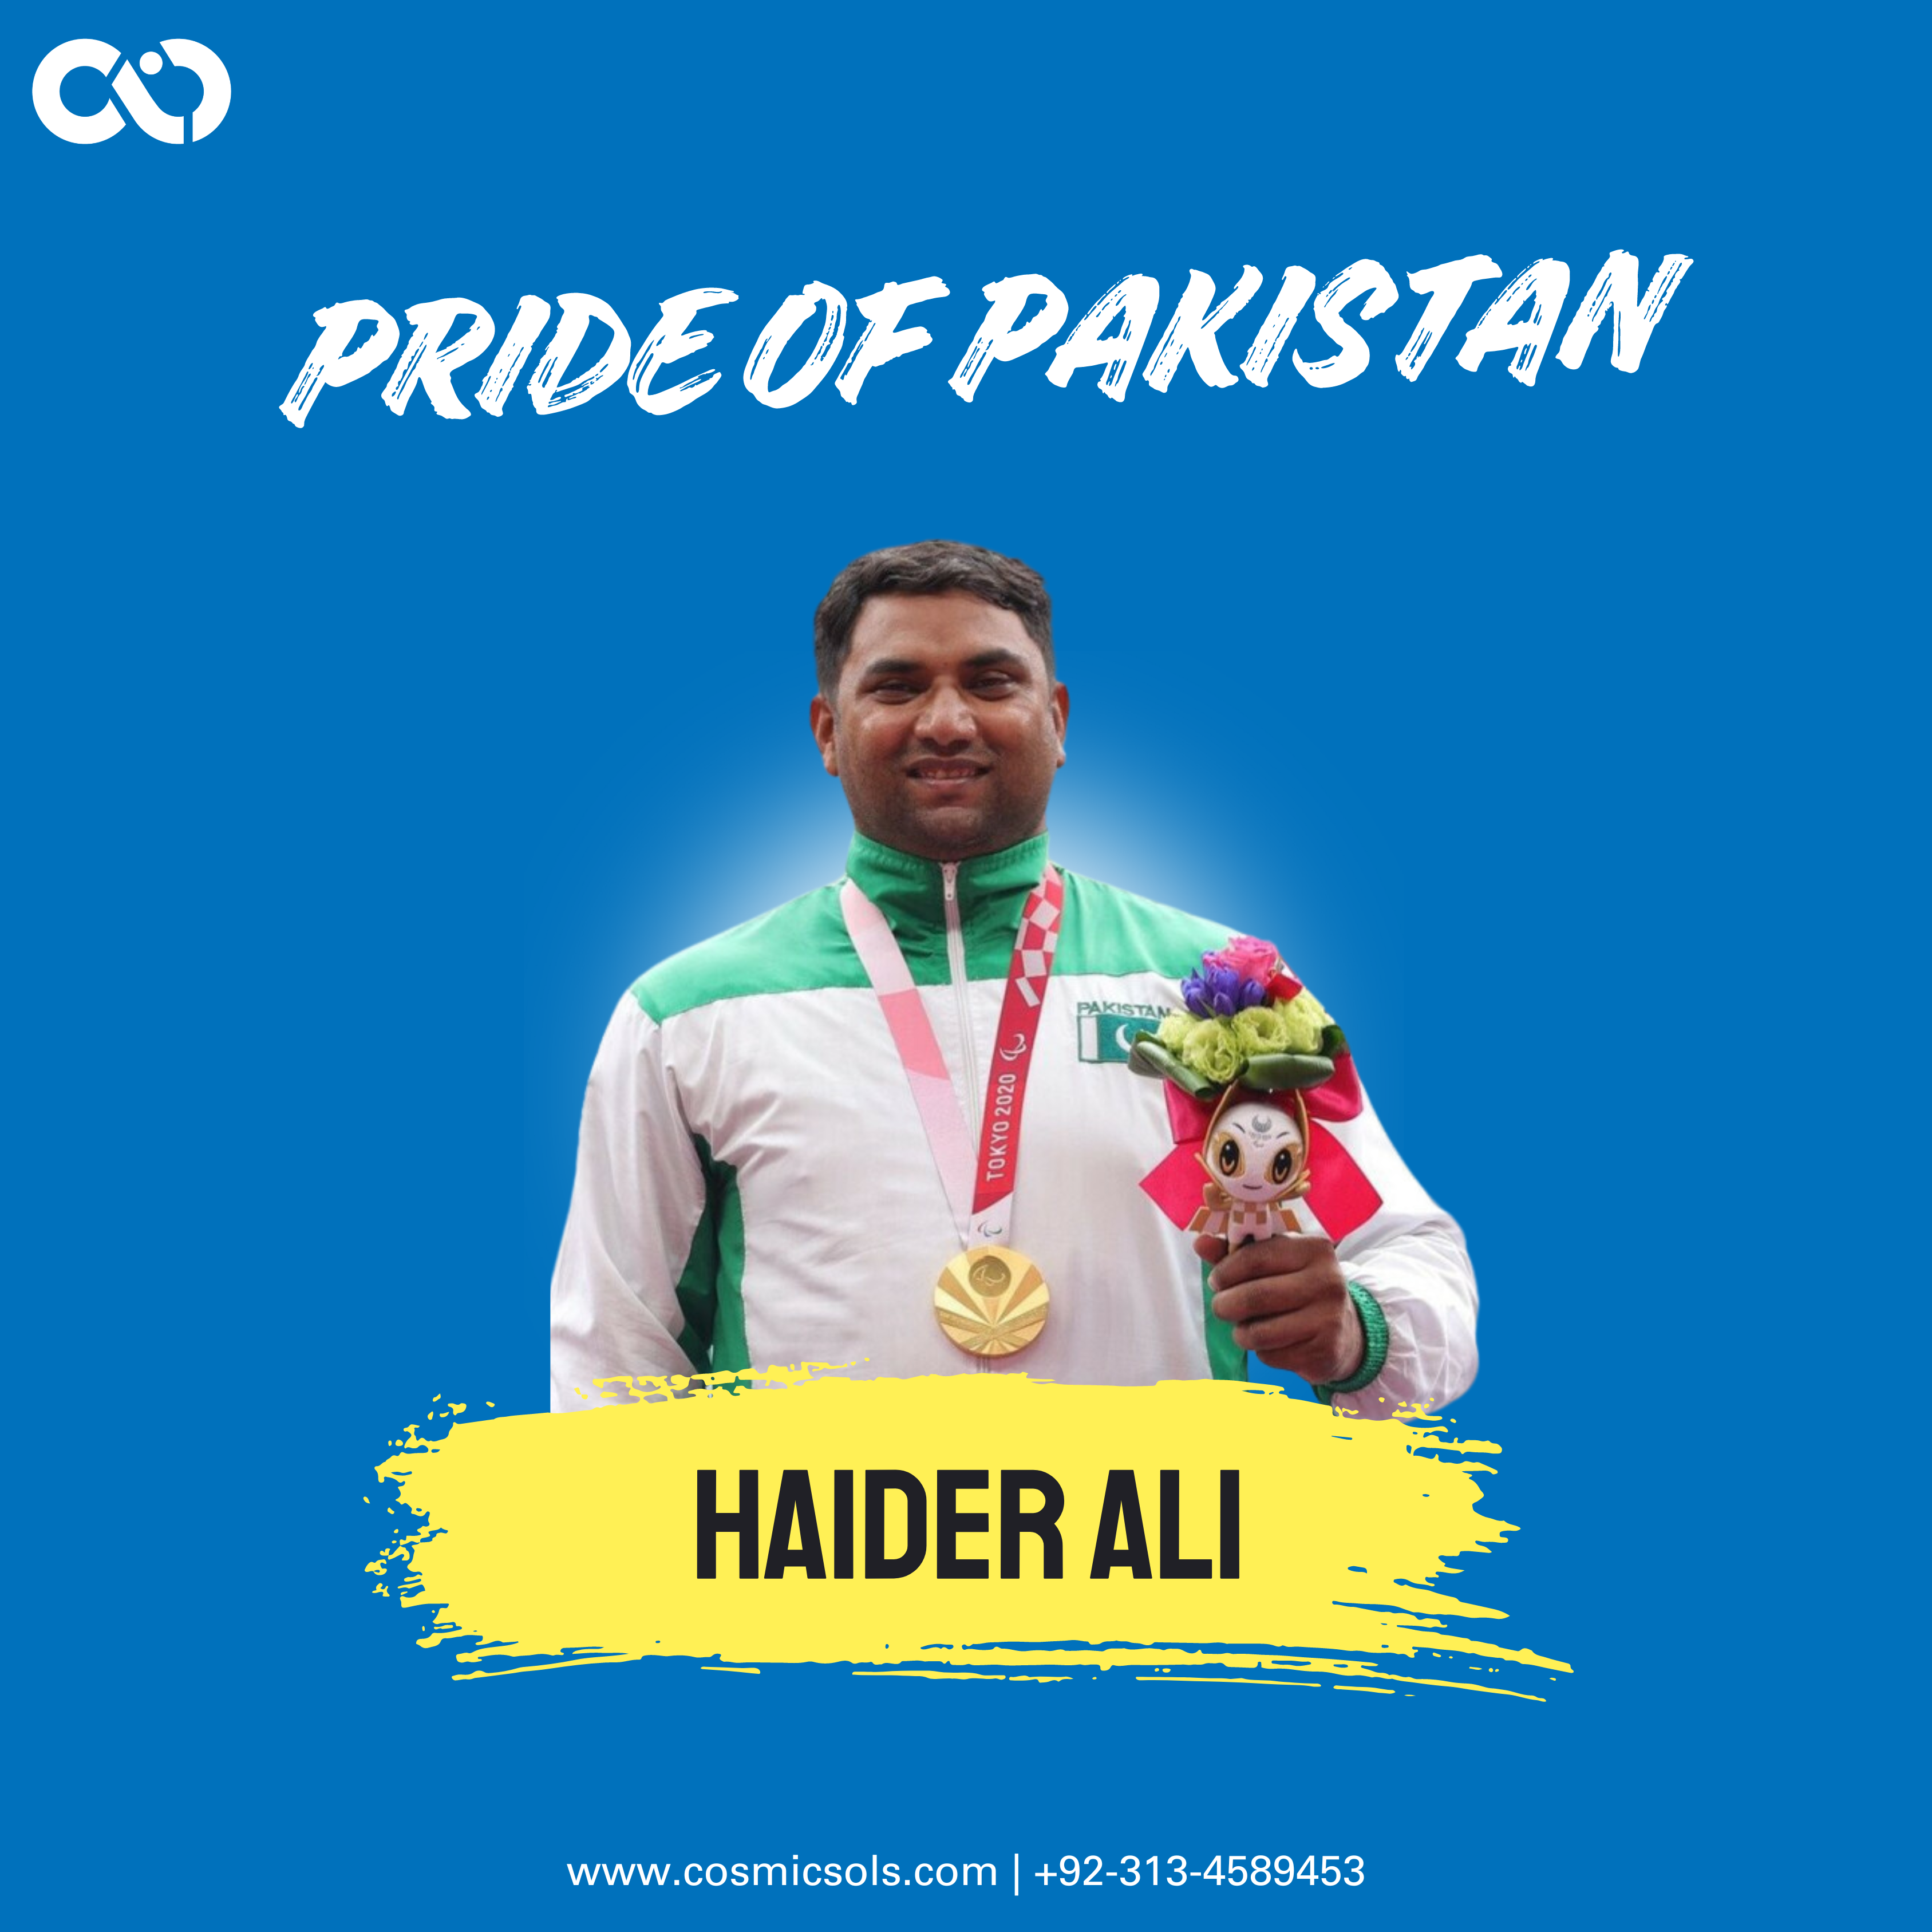 PRIDE OF PAKISTAN
PAKISTAN
TOKYO 2020
HAIDER ALI
www.cosmicsols.com | +92-313-4589453